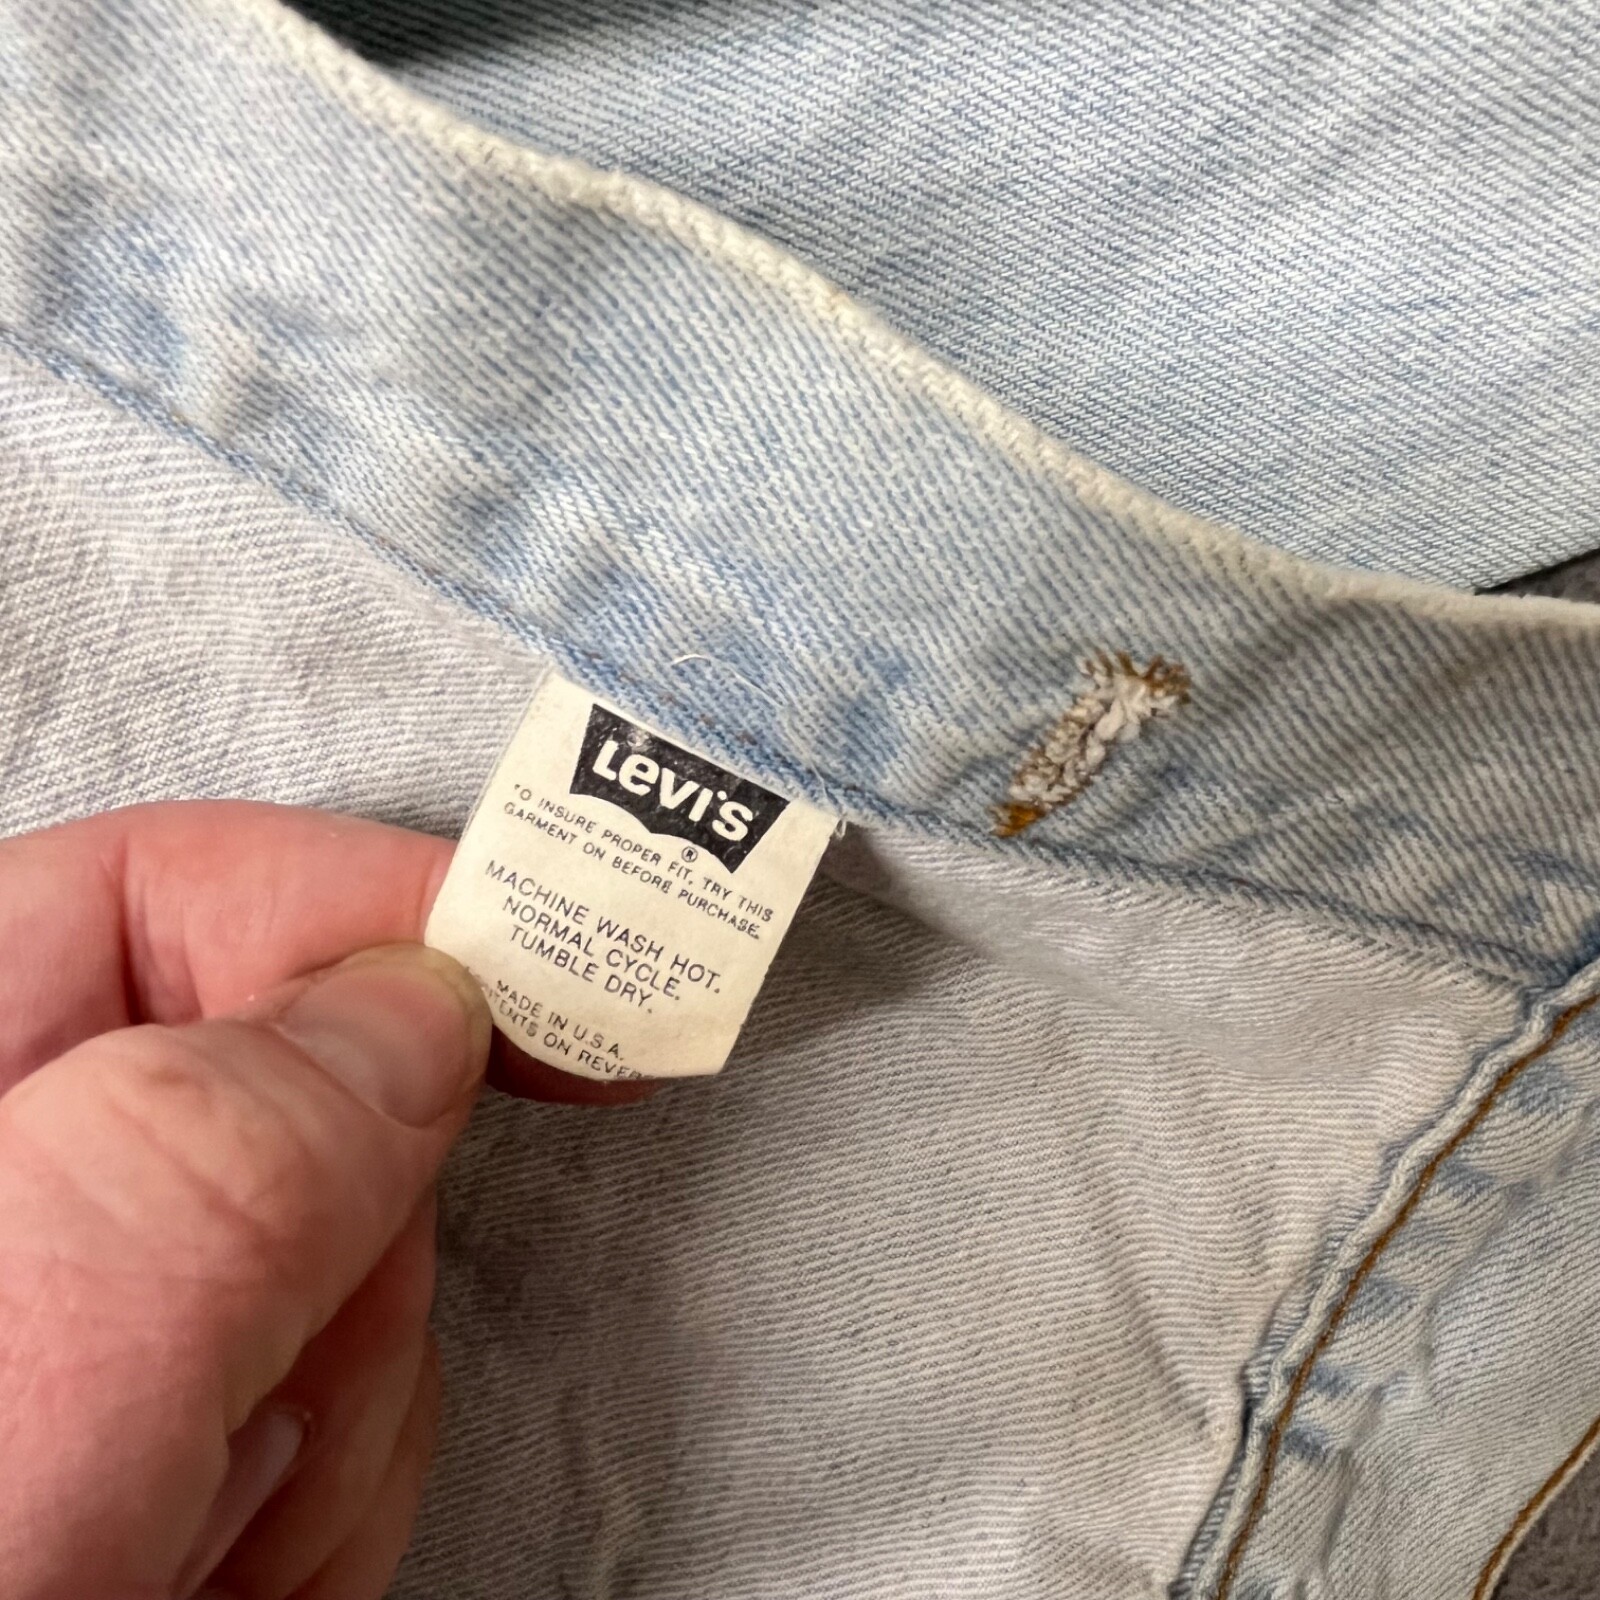 Levi's
®
TO INSURE PROPER FIT, TRY THIS
GARMENT ON BEFORE PURCHASE.
MACHINE WASH HOT.
NORMAL CYCLE.
TUMBLE DRY.
MADE IN U.S.A.
ON